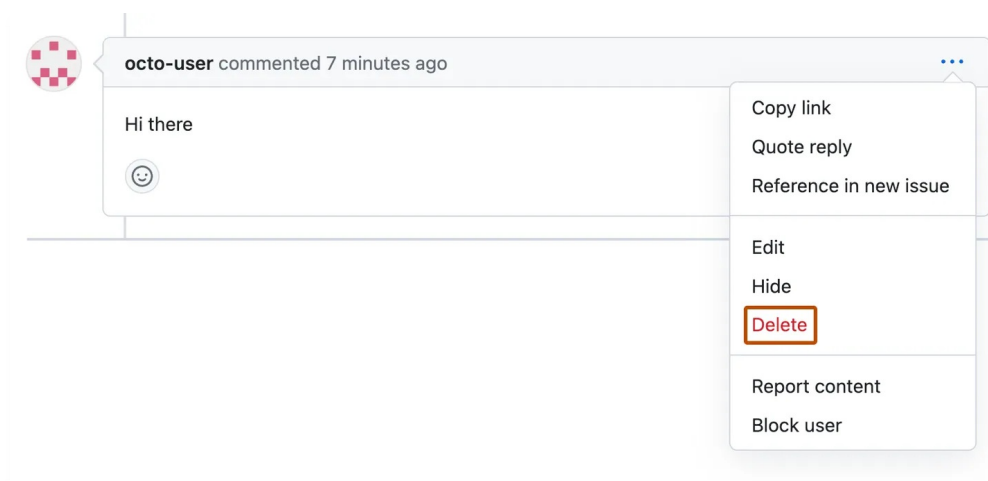 octo-user commented 7 minutes ago ...
Hi there
Copy link
Quote reply
Reference in new issue
Edit
Hide
Delete
Report content
Block user